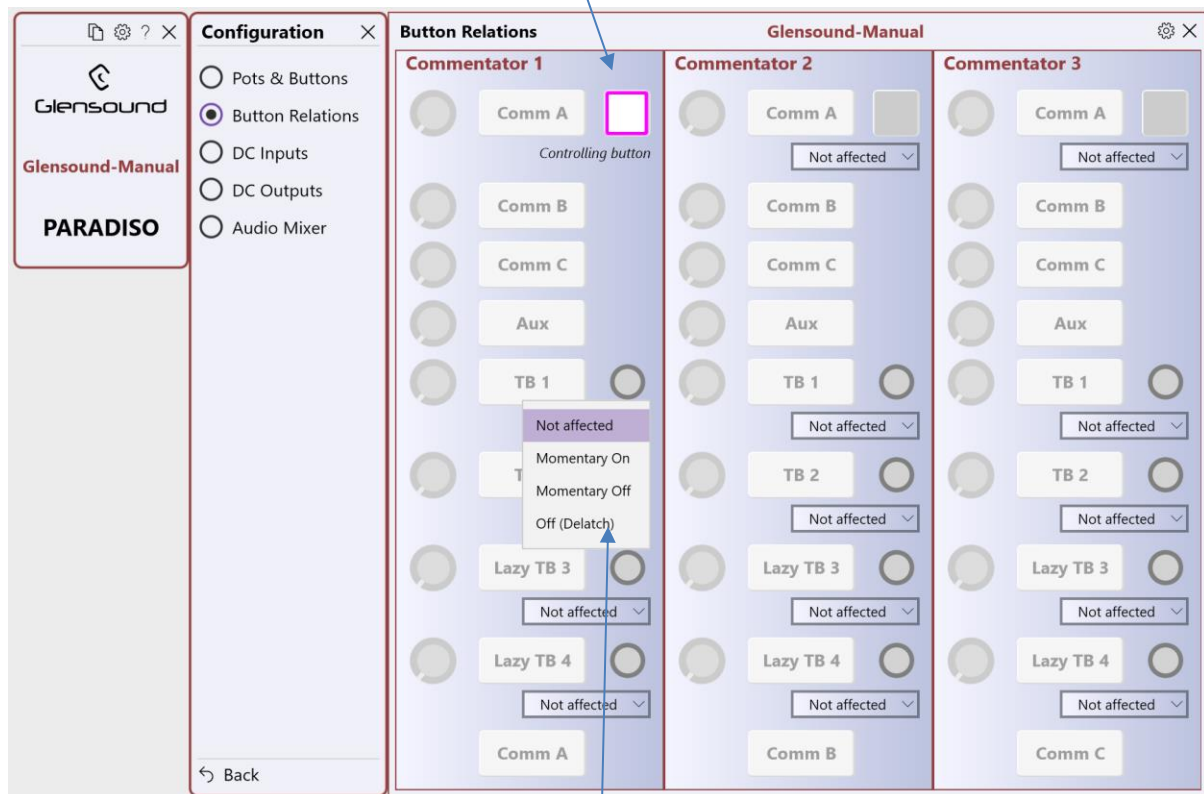 ?
Glensound
Glensound-Manual
PARADISO
Configuration
Pots & Buttons
Button Relations
DC Inputs
DC Outputs
Audio Mixer
Back
Button Relations Glensound-Manual
Commentator 1
Comm A
Controlling button
Comm B
Comm C
Aux
TB 1
Not affected
Momentary On
Momentary Off
Off (Delatch)
Lazy TB 3
Not affected
Lazy TB 4
Not affected
Comm A
Commentator 2
Comm A
Not affected
Comm B
Comm C
Aux
TB 1
Not affected
TB 2
Not affected
Lazy TB 3
Not affected
Lazy TB 4
Not affected
Comm B
Commentator 3
Comm A
Not affected
Comm B
Comm C
Aux
TB 1
Not affected
TB 2
Not affected
Lazy TB 3
Not affected
Lazy TB 4
Not affected
Comm C